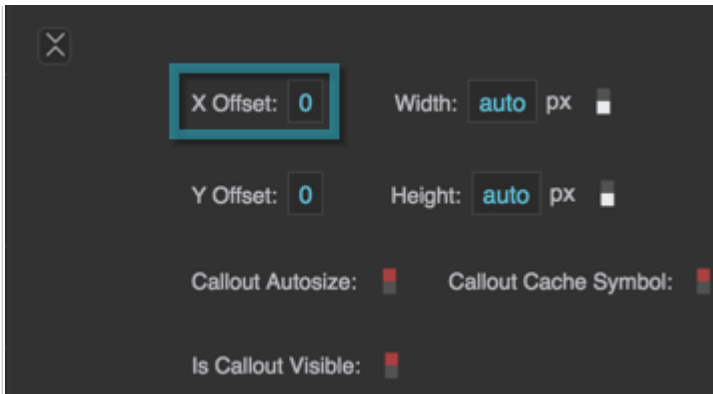 X Offset: 0 Width: auto px
Y Offset: 0 Height: auto px
Callout Autosize: Callout Cache Symbol:
Is Callout Visible: